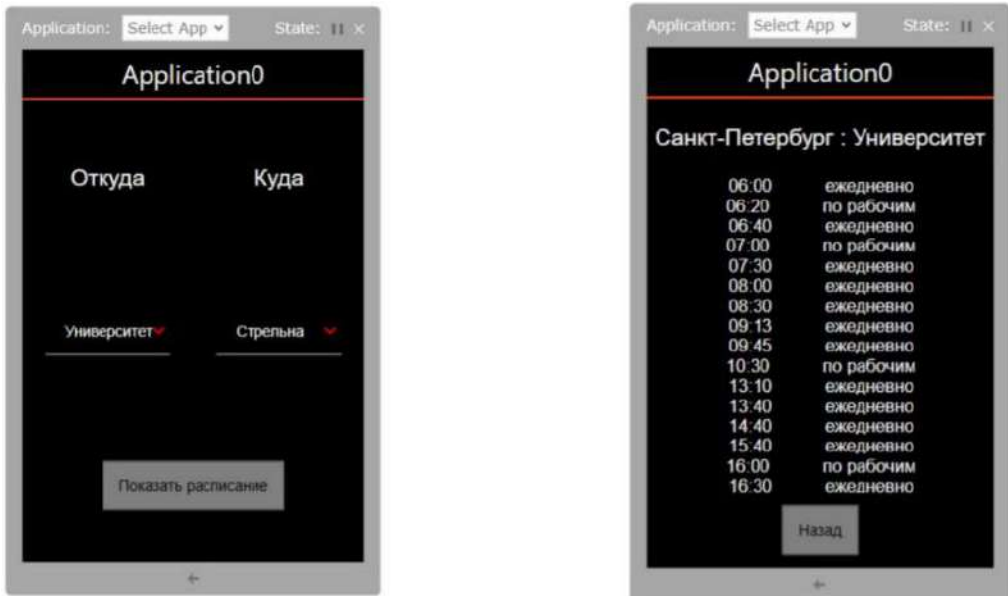 Application: Select App State:
Application0
Откуда Куда
Университет Стрельна
Показать расписание
Application: Select App State:
Application0
Санкт-Петербург : Университет
06:00 ежедневно
06:20 по рабочим
06:40 ежедневно
07:00 по рабочим
07:30 ежедневно
08:00 ежедневно
08:30 ежедневно
09:13 ежедневно
09:45 ежедневно
10:30 по рабочим
13:10 ежедневно
13:40 ежедневно
14:40 ежедневно
15:40 ежедневно
16:00 по рабочим
16:30 ежедневно
Назад